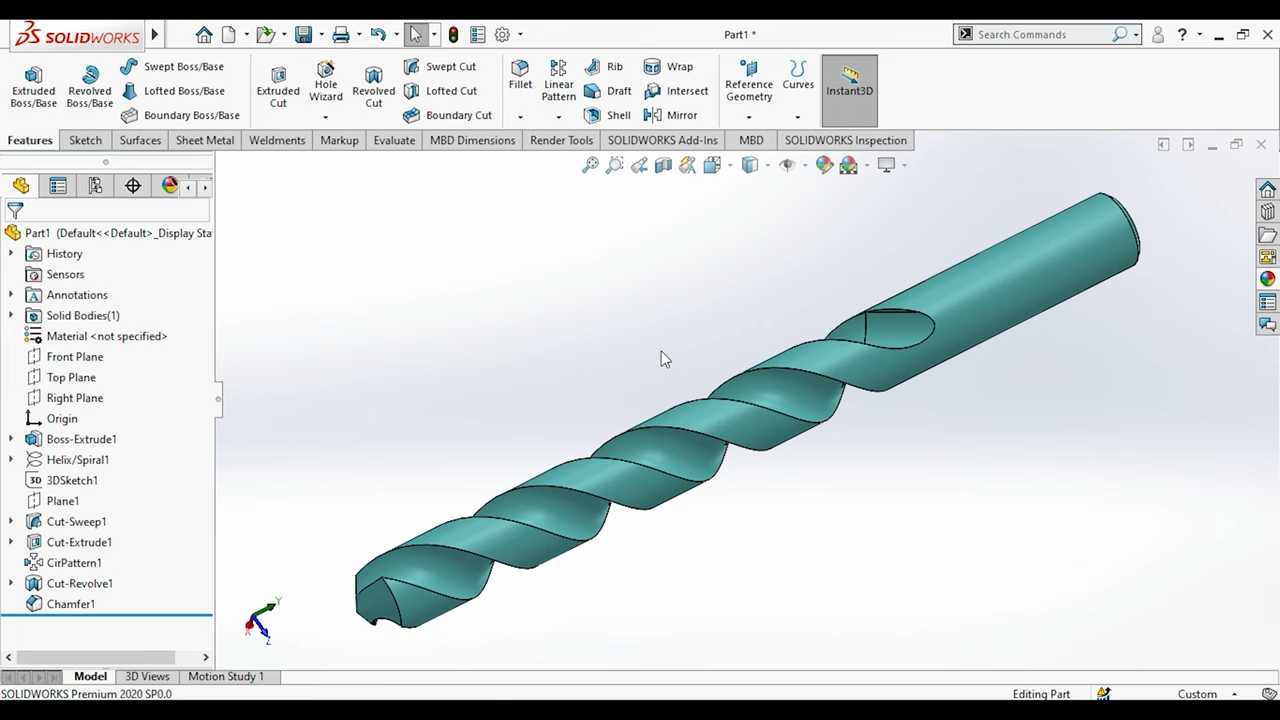 SOLIDWORKS
Part1 *
Search Commands
?
Extruded Boss/Base
Revolved Boss/Base
Swept Boss/Base
Lofted Boss/Base
Boundary Boss/Base
Extruded Cut
Hole Wizard
Revolved Cut
Swept Cut
Lofted Cut
Boundary Cut
Fillet
Linear Pattern
Rib
Draft
Shell
Wrap
Intersect
Mirror
Reference Geometry
Curves
Instant3D
Features Sketch Surfaces Sheet Metal Weldments Markup Evaluate MBD Dimensions Render Tools SOLIDWORKS Add-Ins MBD SOLIDWORKS Inspection
Part1 (Default<<Default>_Display Sta
History
Sensors
A Annotations
Solid Bodies(1)
Material <not specified>
Front Plane
Top Plane
Right Plane
Origin
Boss-Extrude1
Helix/Spiral1
3D 3DSketch1
Plane1
Cut-Sweep1
Cut-Extrude1
CirPattern1
Cut-Revolve1
Chamfer1
Y
X
Z
Model 3D Views Motion Study 1
SOLIDWORKS Premium 2020 SP0.0
Editing Part
Custom